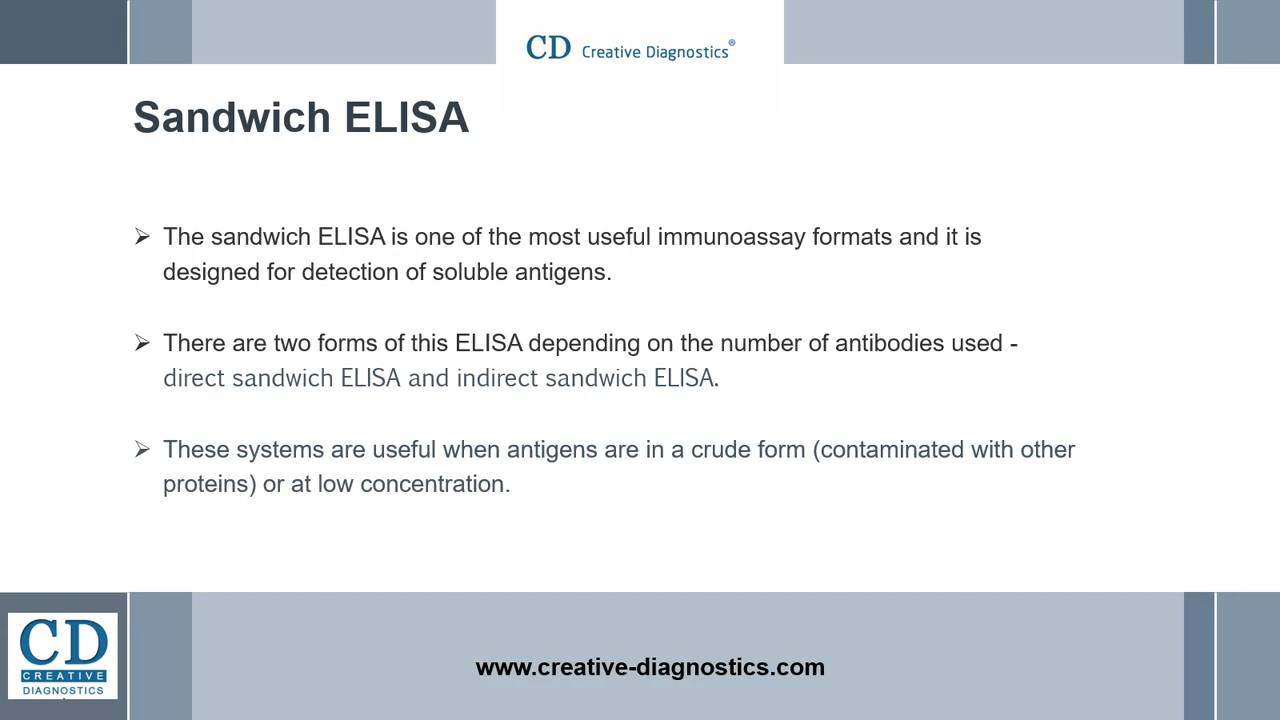 CD Creative Diagnostics®
Sandwich ELISA
➢ The sandwich ELISA is one of the most useful immunoassay formats and it is
designed for detection of soluble antigens.
➢ There are two forms of this ELISA depending on the number of antibodies used -
direct sandwich ELISA and indirect sandwich ELISA.
➢ These systems are useful when antigens are in a crude form (contaminated with other
proteins) or at low concentration.
CD
CREATIVE
DIAGNOSTICS
www.creative-diagnostics.com